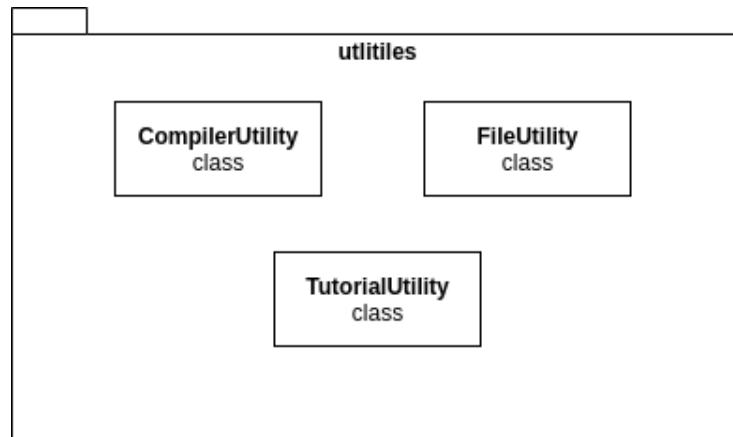 utlitiles
CompilerUtility
class
FileUtility
class
TutorialUtility
class